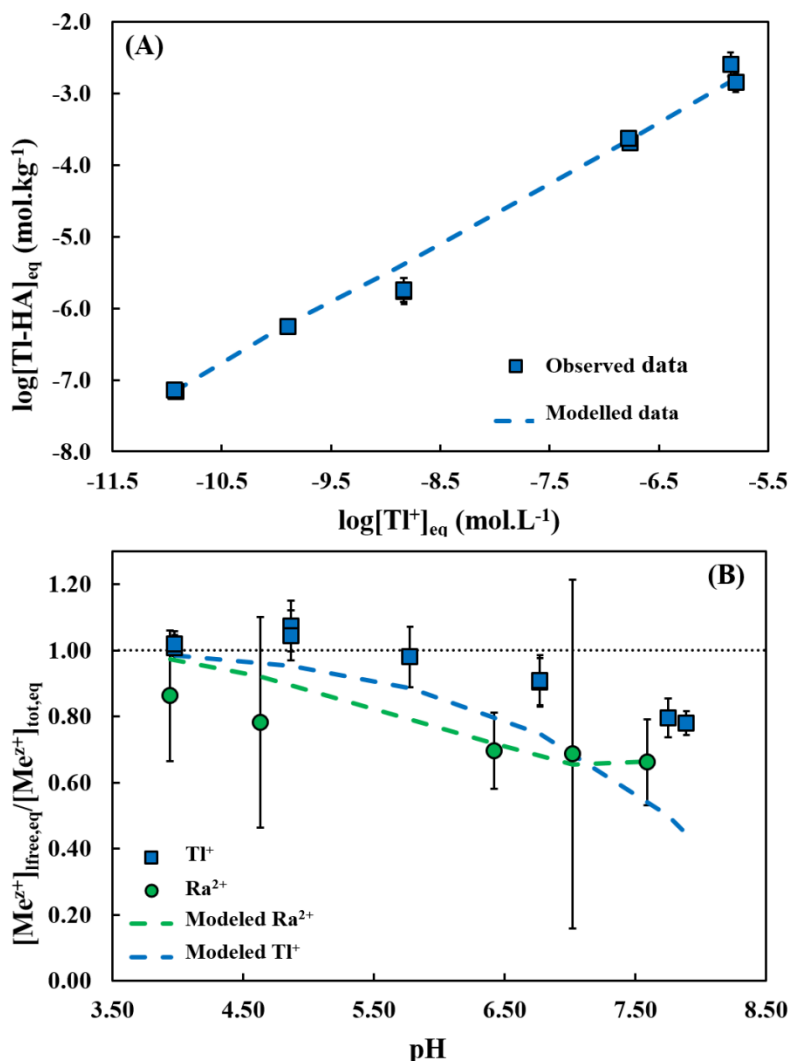 (A)
-2.0
-3.0
-4.0
-5.0
-6.0
-7.0
-8.0
log[Tl-HA]eq (mol.kg⁻¹)
Observed data
Modelled data
-11.5 -10.5 -9.5 -8.5 -7.5 -6.5 -5.5
log[Tl⁺]eq (mol.L⁻¹)
(B)
1.20
1.00
0.80
0.60
0.40
0.20
0.00
[Meᶻ⁺]lfree,eq/[Meᶻ⁺]tot,eq
Tl⁺
Ra²⁺
Modeled Ra²⁺
Modeled Tl⁺
3.50 4.50 5.50 6.50 7.50 8.50
pH